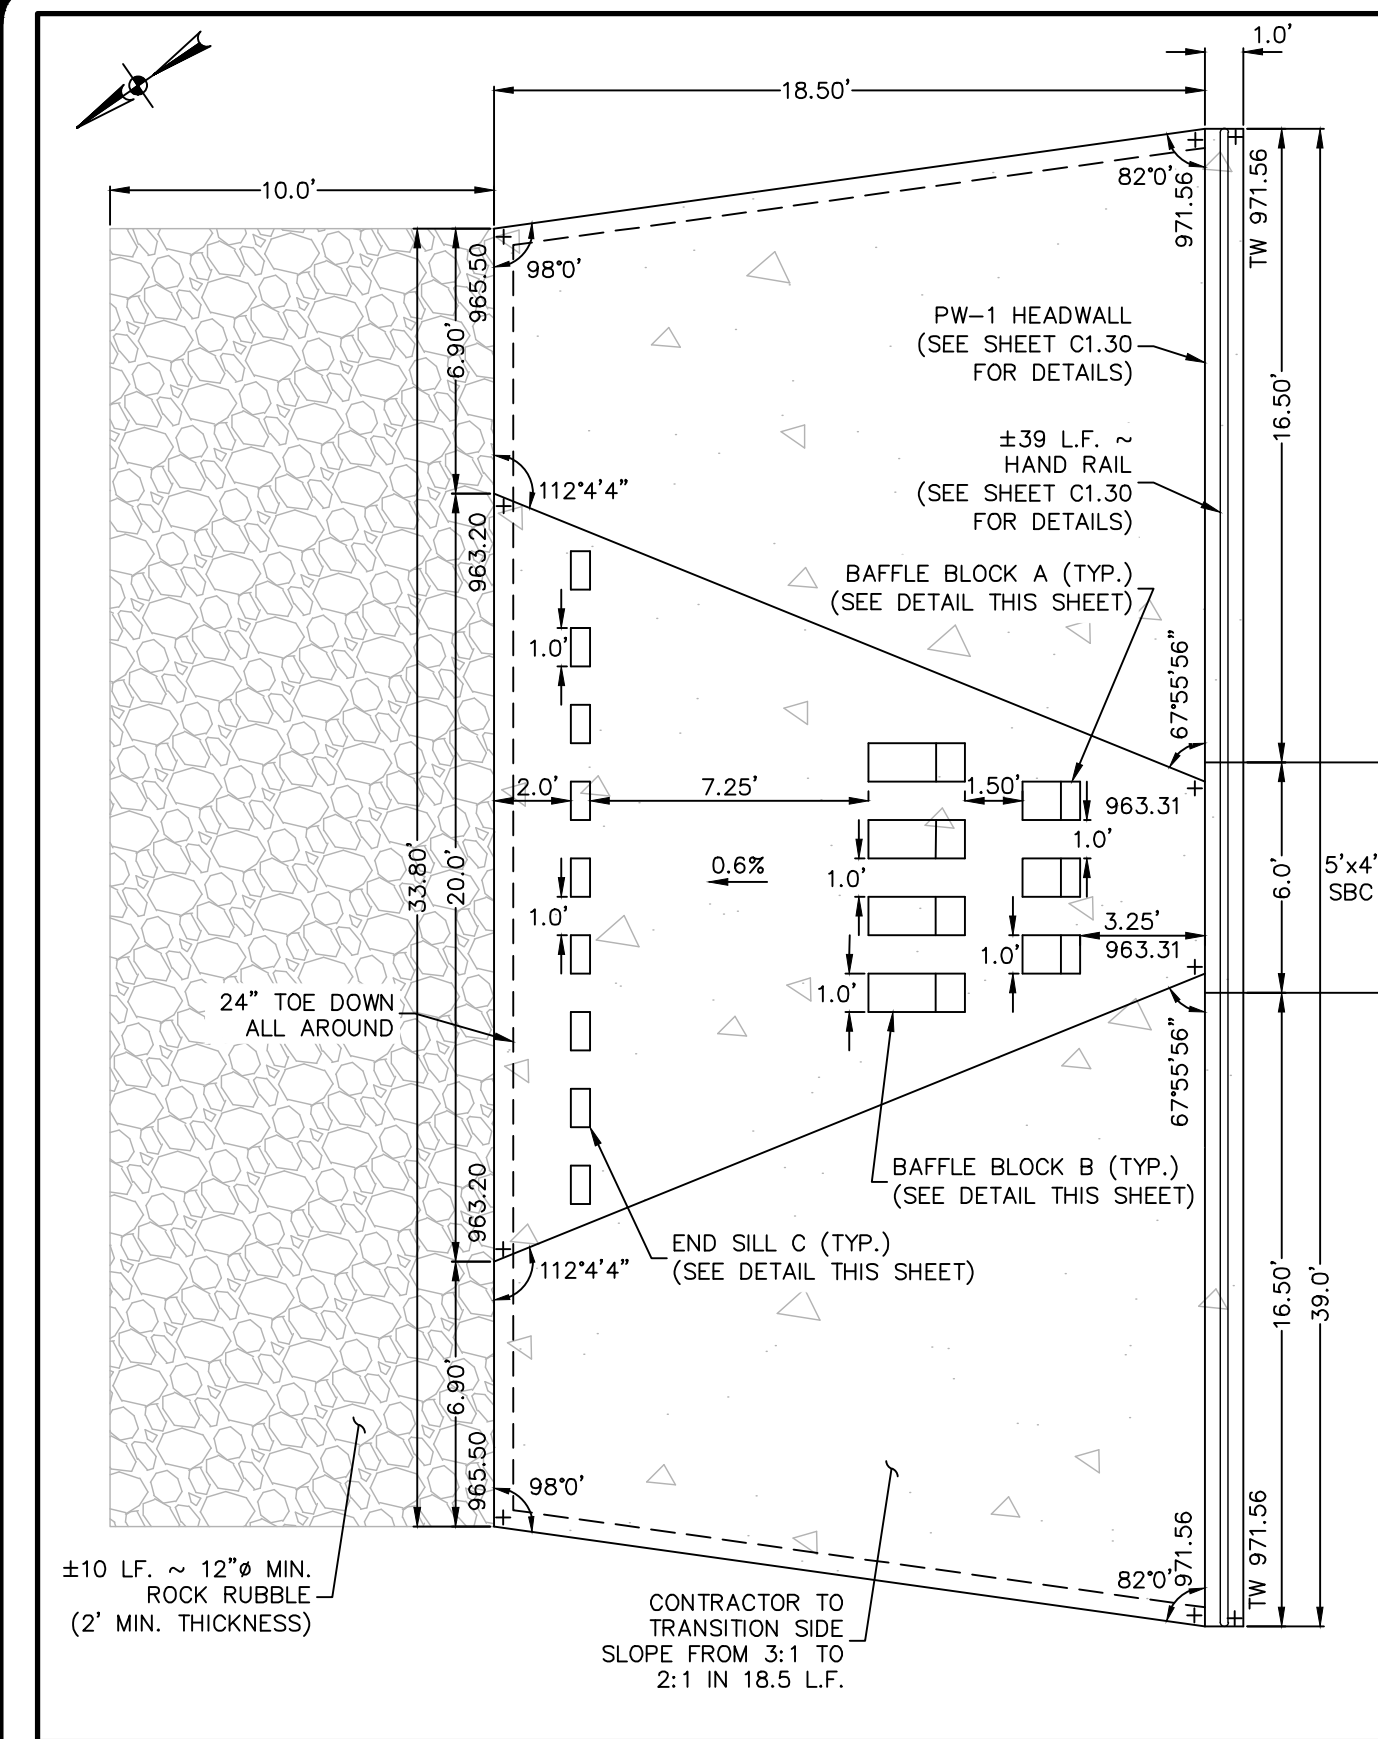 1.0'
18.50'
10.0'
82°0'
971.56
TW 971.56
98°0'
965.50
6.90'
PW-1 HEADWALL
(SEE SHEET C1.30
FOR DETAILS)
16.50'
±39 L.F. ~
HAND RAIL
(SEE SHEET C1.30
FOR DETAILS)
112°4'4"
963.20
BAFFLE BLOCK A (TYP.)
(SEE DETAIL THIS SHEET)
1.0'
67°55'56"
2.0'
7.25'
1.50'
963.31
1.0'
33.80'
20.0'
0.6%
1.0'
6.0'
5'x4'
SBC
1.0'
3.25'
963.31
1.0'
1.0'
24" TOE DOWN
ALL AROUND
67°55'56"
963.20
BAFFLE BLOCK B (TYP.)
(SEE DETAIL THIS SHEET)
END SILL C (TYP.)
(SEE DETAIL THIS SHEET)
112°4'4"
16.50'
39.0'
6.90'
965.50
98°0'
971.56
TW 971.56
82°0'
±10 LF. ~ 12"ø MIN.
ROCK RUBBLE
(2' MIN. THICKNESS)
CONTRACTOR TO
TRANSITION SIDE
SLOPE FROM 3:1 TO
2:1 IN 18.5 L.F.